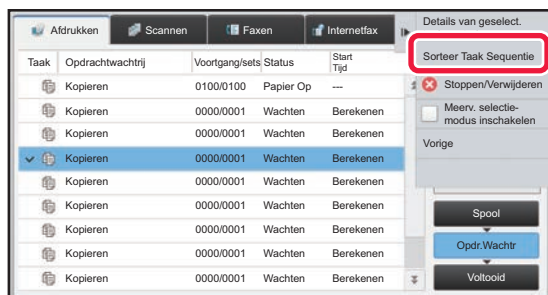 Afdrukken Scannen Faxen Internetfax
Taak Opdrachtwachtrij Voortgang/sets Status Start Tijd
Kopieren 0100/0100 Papier Op ---
Kopieren 0000/0001 Wachten Berekenen
Kopieren 0000/0001 Wachten Berekenen
Kopieren 0000/0001 Wachten Berekenen
Kopieren 0000/0001 Wachten Berekenen
Kopieren 0000/0001 Wachten Berekenen
Kopieren 0000/0001 Wachten Berekenen
Kopieren 0000/0001 Wachten Berekenen
Kopieren 0000/0001 Wachten Berekenen
Details van geselect.
Sorteer Taak Sequentie
Stoppen/Verwijderen
Meerv. selectie-
modus inschakelen
Vorige
Spool
Opdr.Wachtr
Voltooid